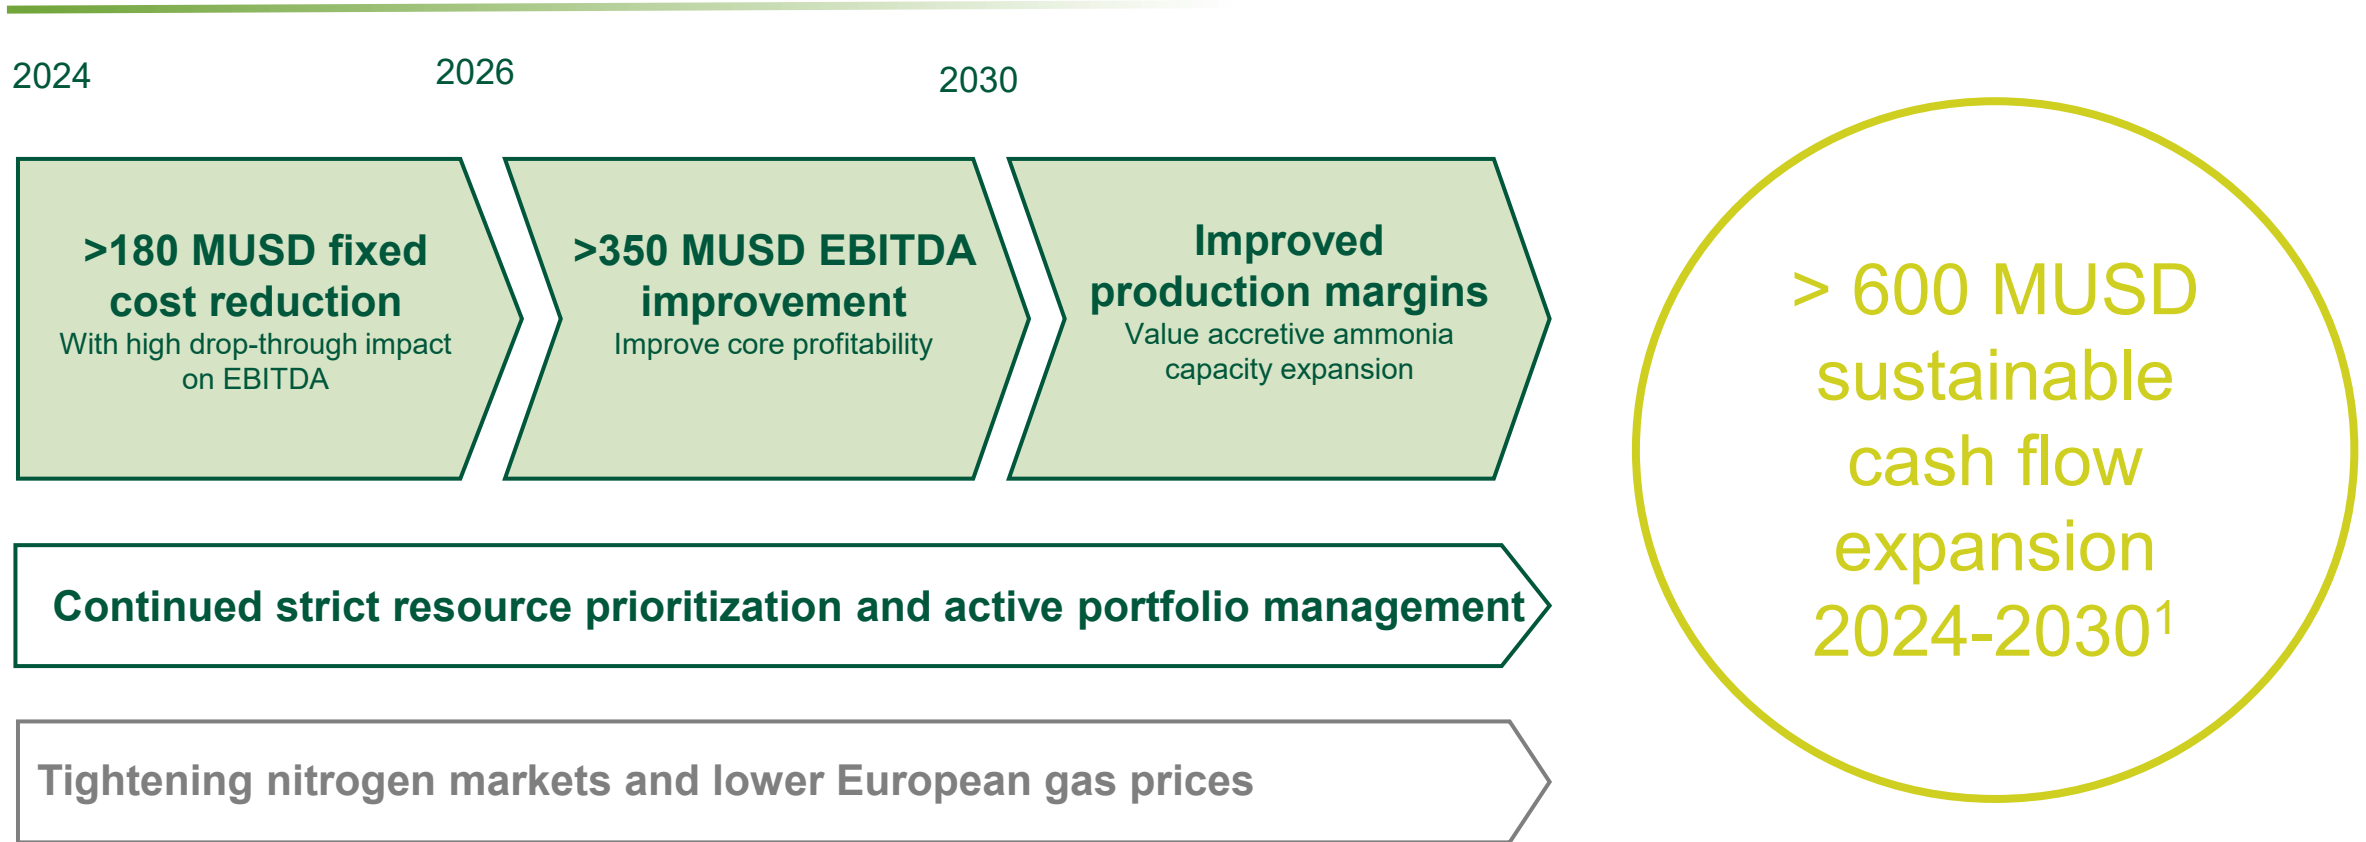 2024
2026
2030
>180 MUSD fixed
cost reduction
With high drop-through impact
on EBITDA
>350 MUSD EBITDA
improvement
Improve core profitability
Improved
production margins
Value accretive ammonia
capacity expansion
> 600 MUSD
sustainable
cash flow
expansion
2024-2030¹
Continued strict resource prioritization and active portfolio management
Tightening nitrogen markets and lower European gas prices